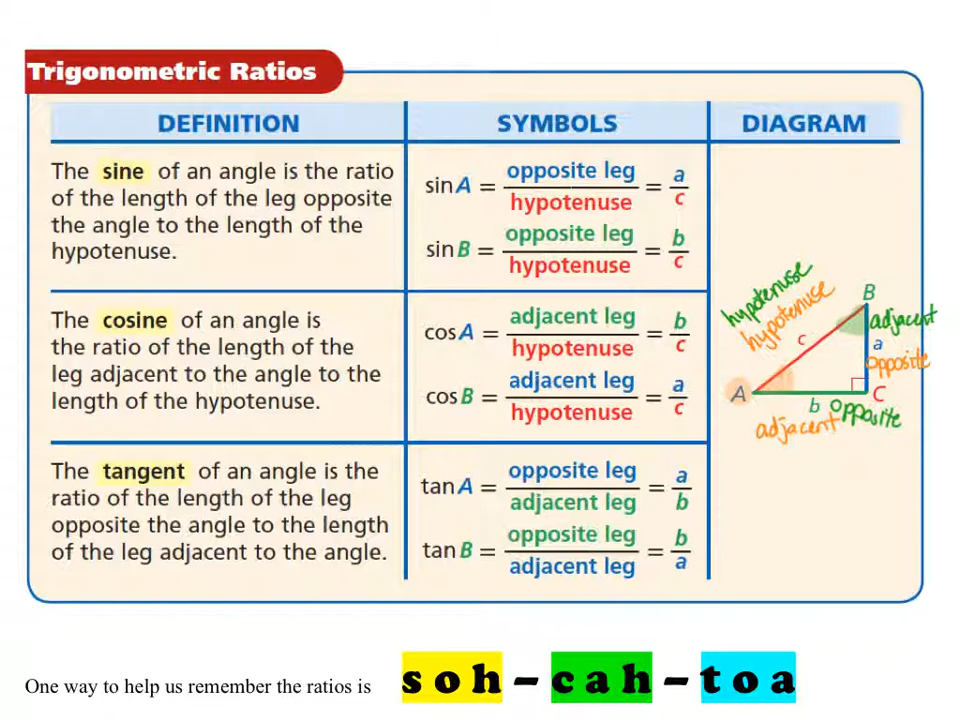 Trigonometric Ratios
DEFINITION SYMBOLS DIAGRAM
The sine of an angle is the ratio
of the length of the leg opposite
the angle to the length of the
hypotenuse.
sin A = opposite leg / hypotenuse = a / c
sin B = opposite leg / hypotenuse = b / c
The cosine of an angle is
the ratio of the length of the
leg adjacent to the angle to the
length of the hypotenuse.
cos A = adjacent leg / hypotenuse = b / c
cos B = adjacent leg / hypotenuse = a / c
The tangent of an angle is the
ratio of the length of the leg
opposite the angle to the length
of the leg adjacent to the angle.
tan A = opposite leg / adjacent leg = a / b
tan B = opposite leg / adjacent leg = b / a
hypotenuse
hypotenuse
B
adjacent
c
a
opposite
A
C
b
opposite
adjacent
One way to help us remember the ratios is soh-cah-toa